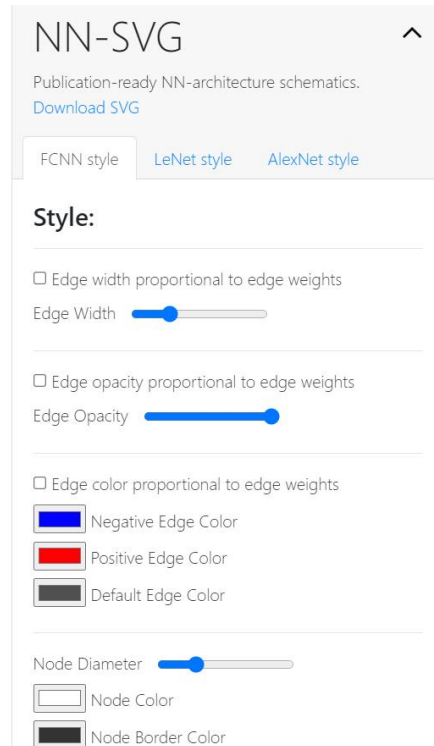 NN-SVG
Publication-ready NN-architecture schematics.
Download SVG
FCNN style LeNet style AlexNet style
Style:
Edge width proportional to edge weights
Edge Width
Edge opacity proportional to edge weights
Edge Opacity
Edge color proportional to edge weights
Negative Edge Color
Positive Edge Color
Default Edge Color
Node Diameter
Node Color
Node Border Color